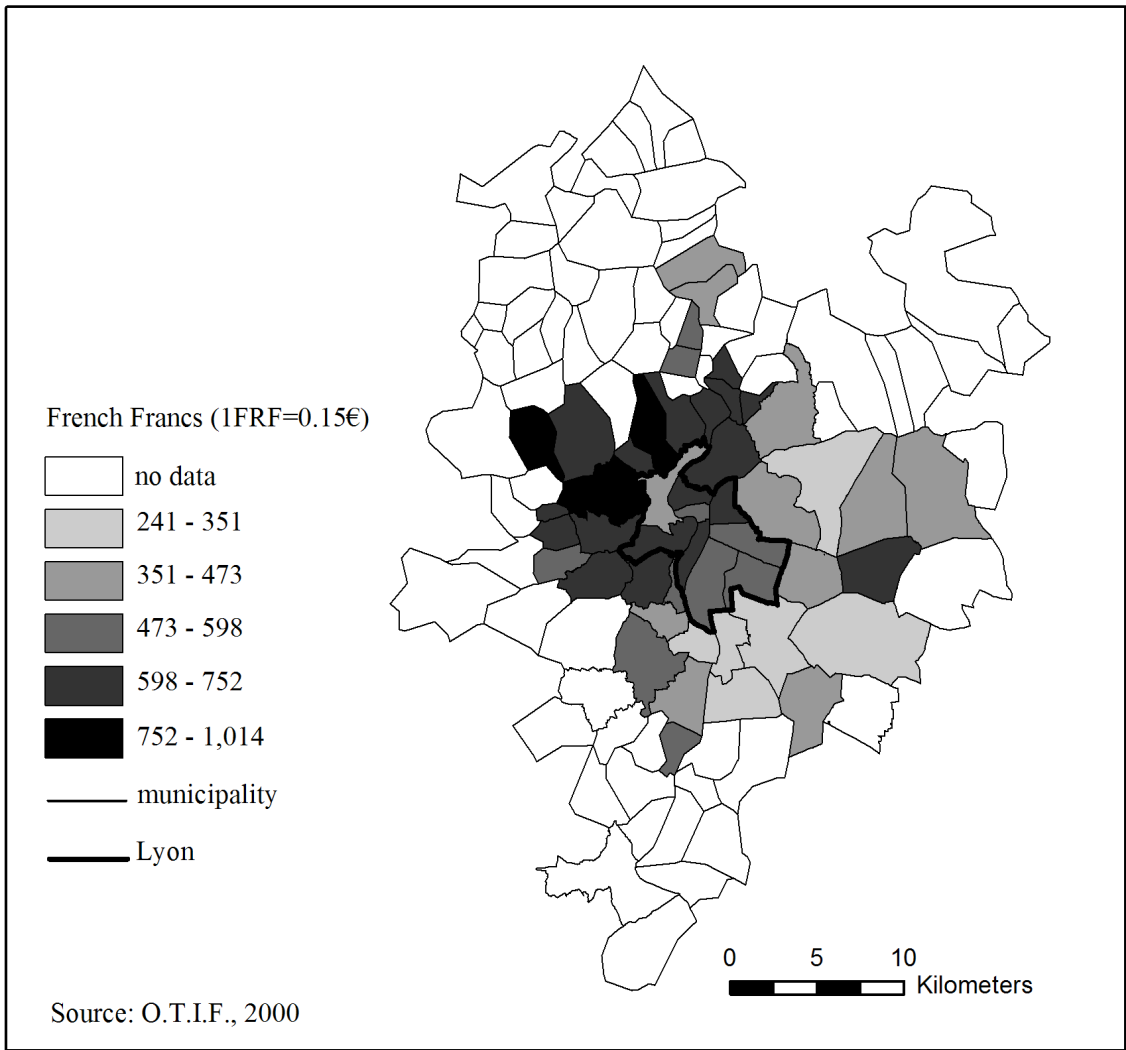 French Francs (1FRF=0.15€)
no data
241 - 351
351 - 473
473 - 598
598 - 752
752 - 1,014
municipality
Lyon
0 5 10
Kilometers
Source: O.T.I.F., 2000